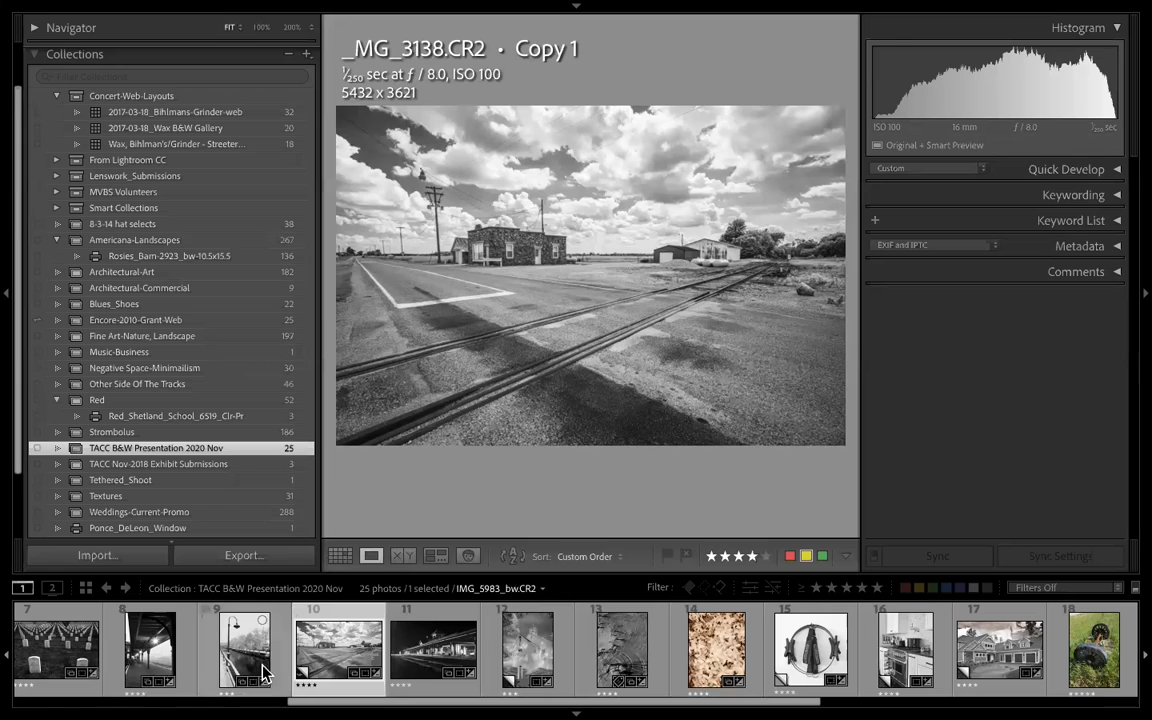 Navigator FIT 100% 200%
Collections
Filter Collections
Concert-Web-Layouts
2017-03-18_Bihlmans-Grinder-web 32
2017-03-18_Wax B&W Gallery 20
Wax, Bihlman's/Grinder - Streeter... 18
From Lightroom CC
Lenswork_Submissions
MVBS Volunteers
Smart Collections
8-3-14 hat selects 38
Americana-Landscapes 267
Rosies_Barn-2923_bw-10.5x15.5 136
Architectural-Art 182
Architectural-Commercial 9
Blues_Shoes 22
Encore-2010-Grant-Web 25
Fine Art-Nature, Landscape 197
Music-Business 1
Negative Space-Minimailism 30
Other Side Of The Tracks 46
Red 52
Red_Shetland_School_6519_Clr-Pr 3
Strombolus 186
TACC B&W Presentation 2020 Nov 25
TACC Nov-2018 Exhibit Submissions 3
Tethered_Shoot 1
Textures 31
Weddings-Current-Promo 288
Ponce_DeLeon_Window 1
Import... Export...
_MG_3138.CR2 • Copy 1
1/250 sec at ƒ / 8.0, ISO 100
5432 x 3621
Histogram
ISO 100 16 mm ƒ / 8.0 1/250 sec
Original + Smart Preview
Custom Quick Develop
Keywording
Keyword List
EXIF and IPTC Metadata
Comments
X Y Sort: Custom Order
Sync Sync Settings
1 2 Collection : TACC B&W Presentation 2020 Nov 25 photos / 1 selected / IMG_5983_bw.CR2 Filter : Filters Off
7 8 9 10 11 12 13 14 15 16 17 18